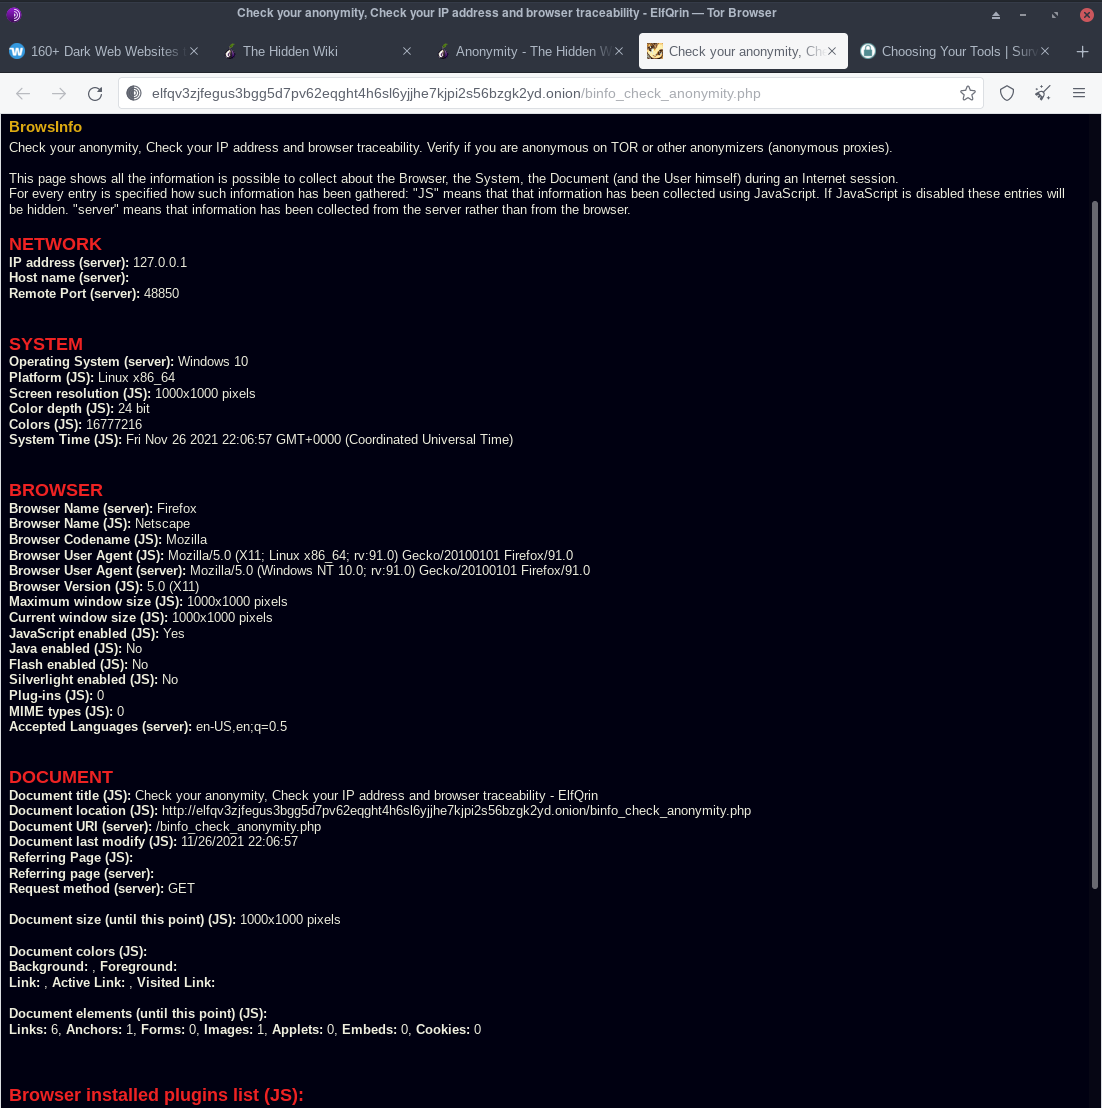 Check your anonymity, Check your IP address and browser traceability - ElfQrin — Tor Browser
160+ Dark Web Websites
The Hidden Wiki
Anonymity - The Hidden W
Check your anonymity, Che
Choosing Your Tools | Surv
elfqv3zjfegus3bgg5d7pv62eqght4h6sl6yjjhe7kjpi2s56bzgk2yd.onion/binfo_check_anonymity.php
BrowsInfo
Check your anonymity, Check your IP address and browser traceability. Verify if you are anonymous on TOR or other anonymizers (anonymous proxies).
This page shows all the information is possible to collect about the Browser, the System, the Document (and the User himself) during an Internet session.
For every entry is specified how such information has been gathered: "JS" means that that information has been collected using JavaScript. If JavaScript is disabled these entries will
be hidden. "server" means that information has been collected from the server rather than from the browser.
NETWORK
IP address (server): 127.0.0.1
Host name (server):
Remote Port (server): 48850
SYSTEM
Operating System (server): Windows 10
Platform (JS): Linux x86_64
Screen resolution (JS): 1000x1000 pixels
Color depth (JS): 24 bit
Colors (JS): 16777216
System Time (JS): Fri Nov 26 2021 22:06:57 GMT+0000 (Coordinated Universal Time)
BROWSER
Browser Name (server): Firefox
Browser Name (JS): Netscape
Browser Codename (JS): Mozilla
Browser User Agent (JS): Mozilla/5.0 (X11; Linux x86_64; rv:91.0) Gecko/20100101 Firefox/91.0
Browser User Agent (server): Mozilla/5.0 (Windows NT 10.0; rv:91.0) Gecko/20100101 Firefox/91.0
Browser Version (JS): 5.0 (X11)
Maximum window size (JS): 1000x1000 pixels
Current window size (JS): 1000x1000 pixels
JavaScript enabled (JS): Yes
Java enabled (JS): No
Flash enabled (JS): No
Silverlight enabled (JS): No
Plug-ins (JS): 0
MIME types (JS): 0
Accepted Languages (server): en-US,en;q=0.5
DOCUMENT
Document title (JS): Check your anonymity, Check your IP address and browser traceability - ElfQrin
Document location (JS): http://elfqv3zjfegus3bgg5d7pv62eqght4h6sl6yjjhe7kjpi2s56bzgk2yd.onion/binfo_check_anonymity.php
Document URI (server): /binfo_check_anonymity.php
Document last modify (JS): 11/26/2021 22:06:57
Referring Page (JS):
Referring page (server):
Request method (server): GET
Document size (until this point) (JS): 1000x1000 pixels
Document colors (JS):
Background: , Foreground:
Link: , Active Link: , Visited Link:
Document elements (until this point) (JS):
Links: 6, Anchors: 1, Forms: 0, Images: 1, Applets: 0, Embeds: 0, Cookies: 0
Browser installed plugins list (JS):